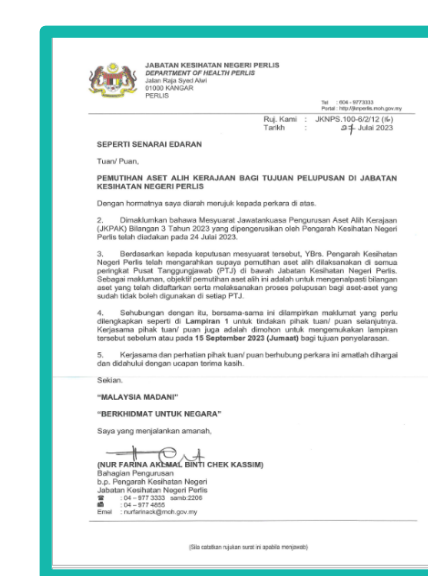 JABATAN KESIHATAN NEGERI PERLIS
DEPARTMENT OF HEALTH PERLIS
Jalan Raja Syed Alwi
01000 KANGAR
PERLIS
Tel : 604 - 9773333
Portal : http://jknperlis.moh.gov.my
Ruj. Kami : JKNPS.100-6/2/12 (6)
Tarikh : 27 Julai 2023
SEPERTI SENARAI EDARAN
Tuan/ Puan,
PEMUTIHAN ASET ALIH KERAJAAN BAGI TUJUAN PELUPUSAN DI JABATAN
KESIHATAN NEGERI PERLIS
Dengan hormatnya saya diarah merujuk kepada perkara di atas.
2. Dimaklumkan bahawa Mesyuarat Jawatankuasa Pengurusan Aset Alih Kerajaan
(JKPAK) Bilangan 3 Tahun 2023 yang dipengerusikan oleh Pengarah Kesihatan Negeri
Perlis telah diadakan pada 24 Julai 2023.
3. Berdasarkan kepada keputusan mesyuarat tersebut, YBrs. Pengarah Kesihatan
Negeri Perlis telah mengarahkan supaya pemutihan aset alih dilaksanakan di semua
peringkat Pusat Tanggungjawab (PTJ) di bawah Jabatan Kesihatan Negeri Perlis.
Sebagai makluman, objektif pemutihan aset alih ini adalah untuk mengenalpasti bilangan
aset yang telah didaftarkan serta melaksanakan proses pelupusan bagi aset-aset yang
sudah tidak boleh digunakan di setiap PTJ.
4. Sehubungan dengan itu, bersama-sama ini dilampirkan maklumat yang perlu
dilengkapkan seperti di Lampiran 1 untuk tindakan pihak tuan/ puan selanjutnya.
Kerjasama pihak tuan/ puan juga adalah dimohon untuk mengemukakan lampiran
tersebut sebelum atau pada 15 September 2023 (Jumaat) bagi tujuan penyelarasan.
5. Kerjasama dan perhatian pihak tuan/ puan berhubung perkara ini amatlah dihargai
dan didahului dengan ucapan terima kasih.
Sekian.
"MALAYSIA MADANI"
"BERKHIDMAT UNTUK NEGARA"
Saya yang menjalankan amanah,
(NUR FARINA AKLMAL BINTI CHEK KASSIM)
Bahagian Pengurusan
b.p. Pengarah Kesihatan Negeri
Jabatan Kesihatan Negeri Perlis
: 04 – 977 3333 samb:2206
: 04 – 977 4655
Emel : nurfarinack@moh.gov.my
(Sila catatkan rujukan surat ini apabila menjawab)